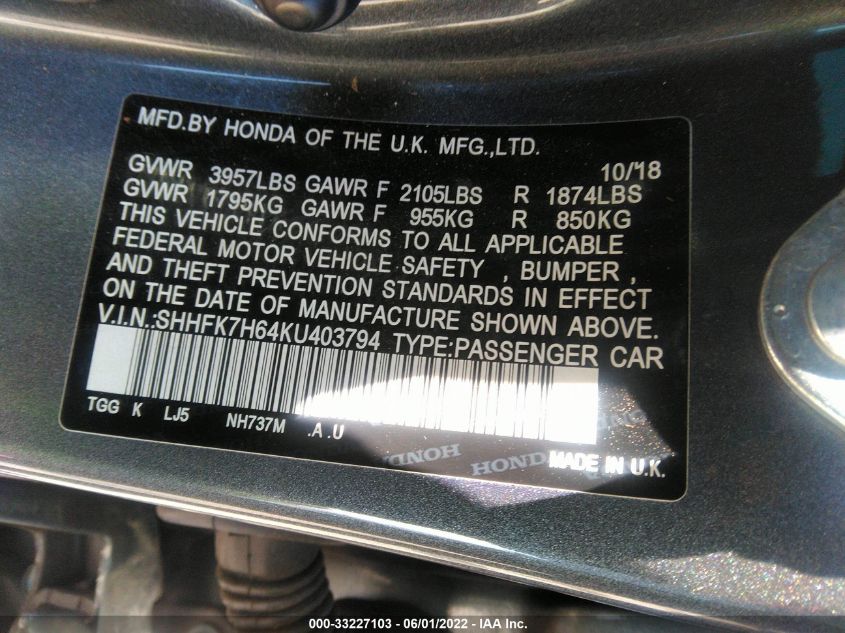 MFD.BY HONDA OF THE U.K. MFG.,LTD.
10/'18
GVWR 3957LBS GAWR F 2105LBS R 1874LBS
GVWR 1795KG GAWR F 955KG R 850KG
THIS VEHICLE CONFORMS TO ALL APPLICABLE
FEDERAL MOTOR VEHICLE SAFETY , BUMPER ,
AND THEFT PREVENTION STANDARDS IN EFFECT
ON THE DATE OF MANUFACTURE SHOWN ABOVE.
V.I.N.:SHHFK7H64KU403794 TYPE:PASSENGER CAR
TGG K LJ5 NH737M .A .U
HONDA HONDA
MADE IN U.K.
000-33227103 - 06/01/2022 - IAA Inc.